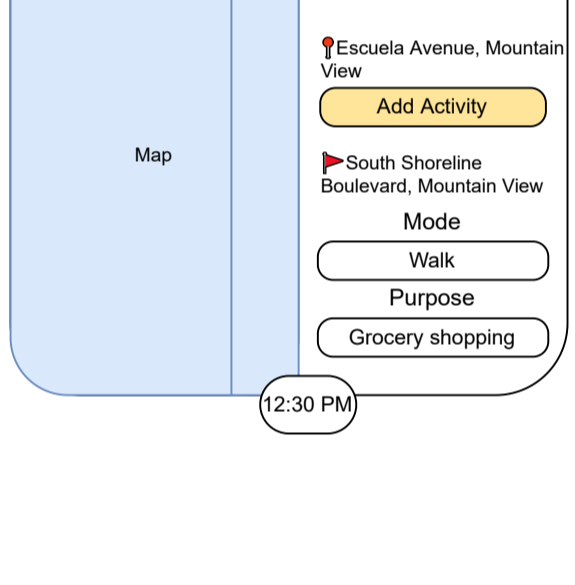 Map
Escuela Avenue, Mountain
View
Add Activity
South Shoreline
Boulevard, Mountain View
Mode
Walk
Purpose
Grocery shopping
12:30 PM